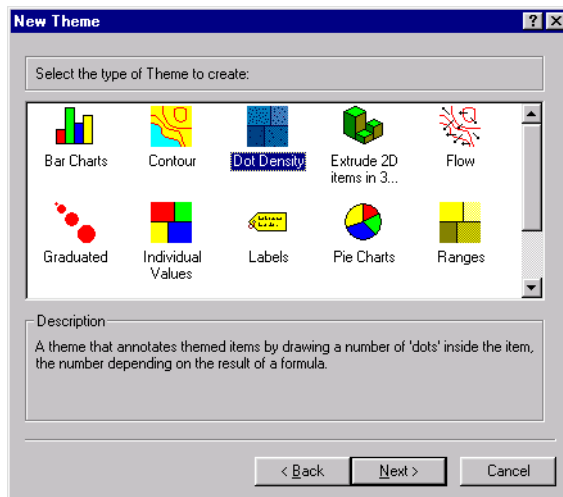 New Theme
Select the type of Theme to create:
Bar Charts
Contour
Dot Density
Extrude 2D
items in 3...
Flow
Graduated
Individual
Values
Labels
Pie Charts
Ranges
Description
A theme that annotates themed items by drawing a number of 'dots' inside the item,
the number depending on the result of a formula.
< Back
Next >
Cancel